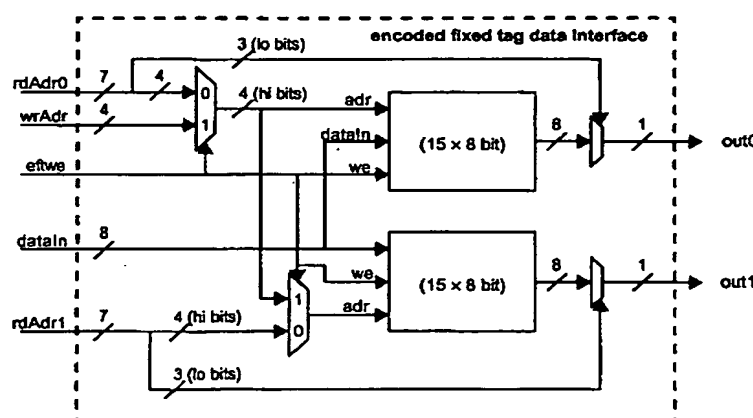 encoded fixed tag data interface
3 (lo bits)
rdAdr0
7
4
0
4 (hi bits)
adr
8
1
out0
wrAdr
4
1
dataIn
(15 × 8 bit)
eftwe
we
dataIn
8
8
1
we
(15 × 8 bit)
out1
1
adr
rdAdr1
7
4 (hi bits)
0
3 (lo bits)